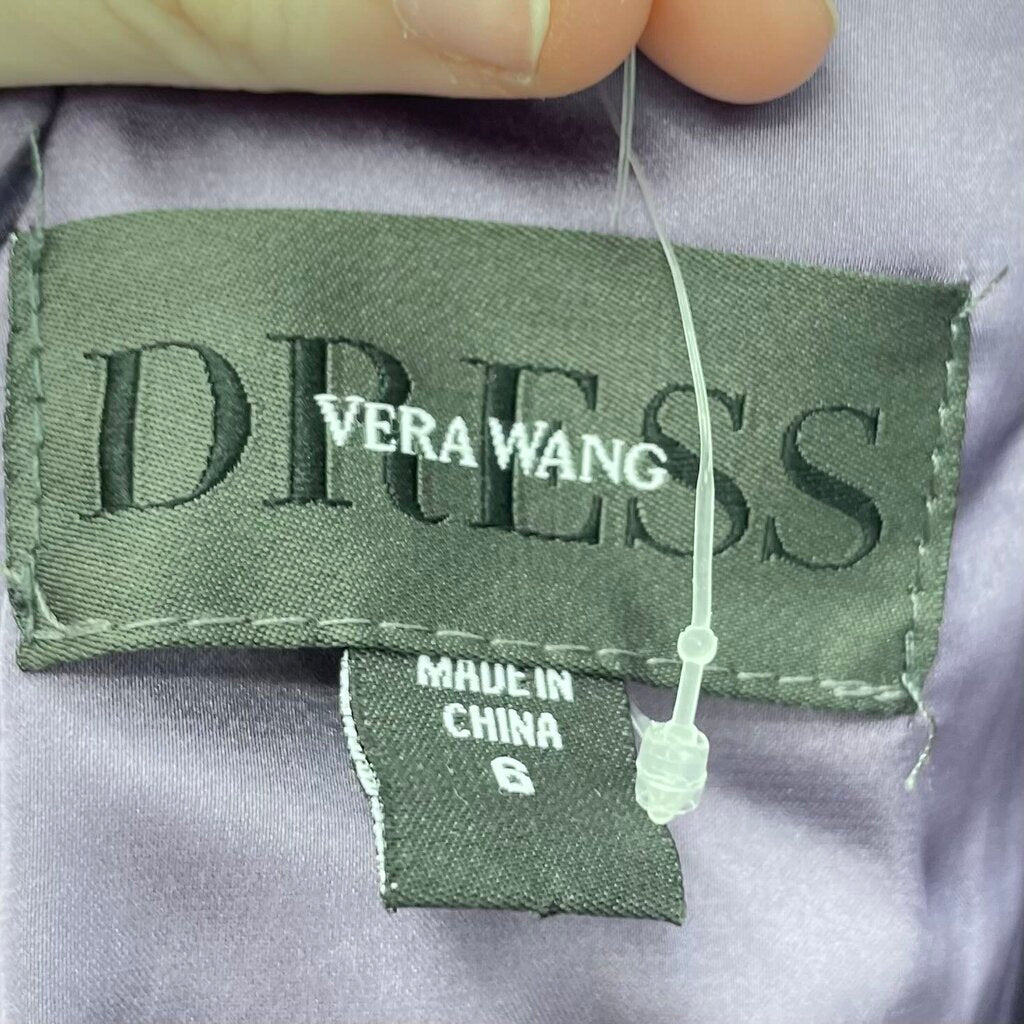 DRESS
VERA WANG
MADE IN
CHINA
6